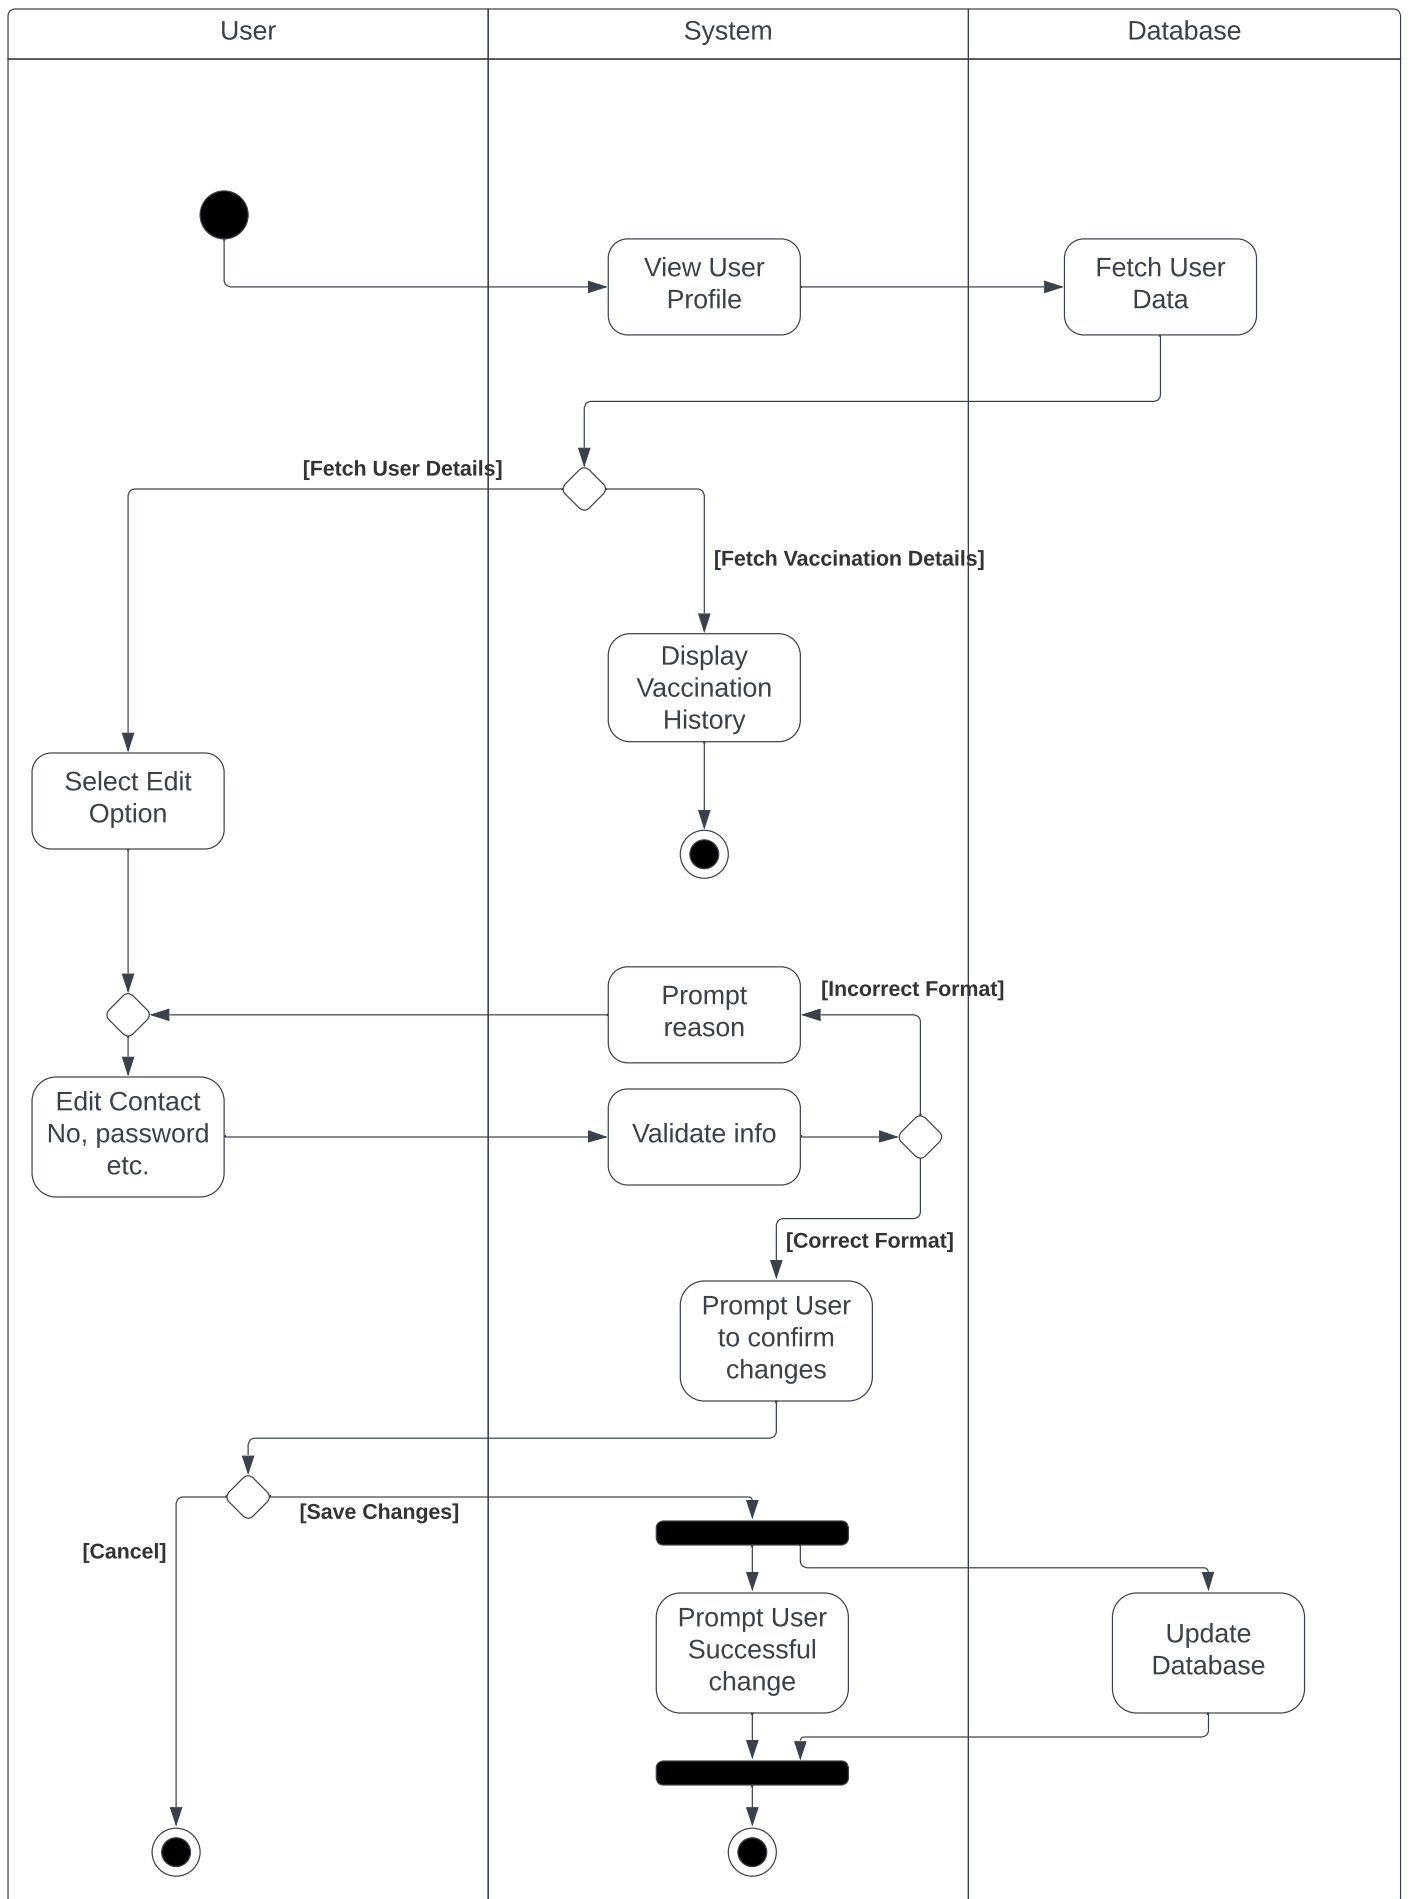 User
System
Database
View User
Profile
Fetch User
Data
[Fetch User Details]
[Fetch Vaccination Details]
Display
Vaccination
History
Select Edit
Option
Prompt
reason
[Incorrect Format]
Edit Contact
No, password
etc.
Validate info
[Correct Format]
Prompt User
to confirm
changes
[Save Changes]
[Cancel]
Prompt User
Successful
change
Update
Database